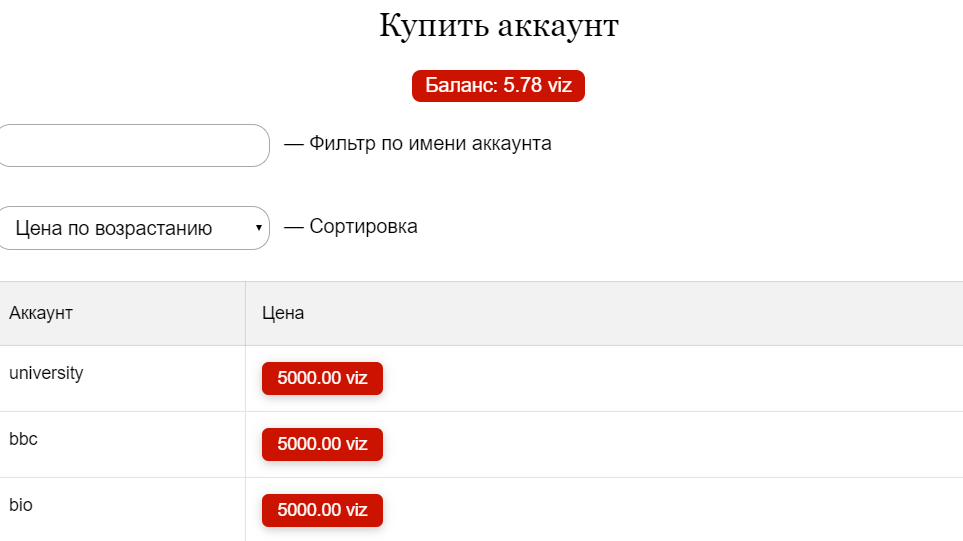 Купить аккаунт
Баланс: 5.78 viz
— Фильтр по имени аккаунта
Цена по возрастанию — Сортировка
Аккаунт Цена
university 5000.00 viz
bbc 5000.00 viz
bio 5000.00 viz